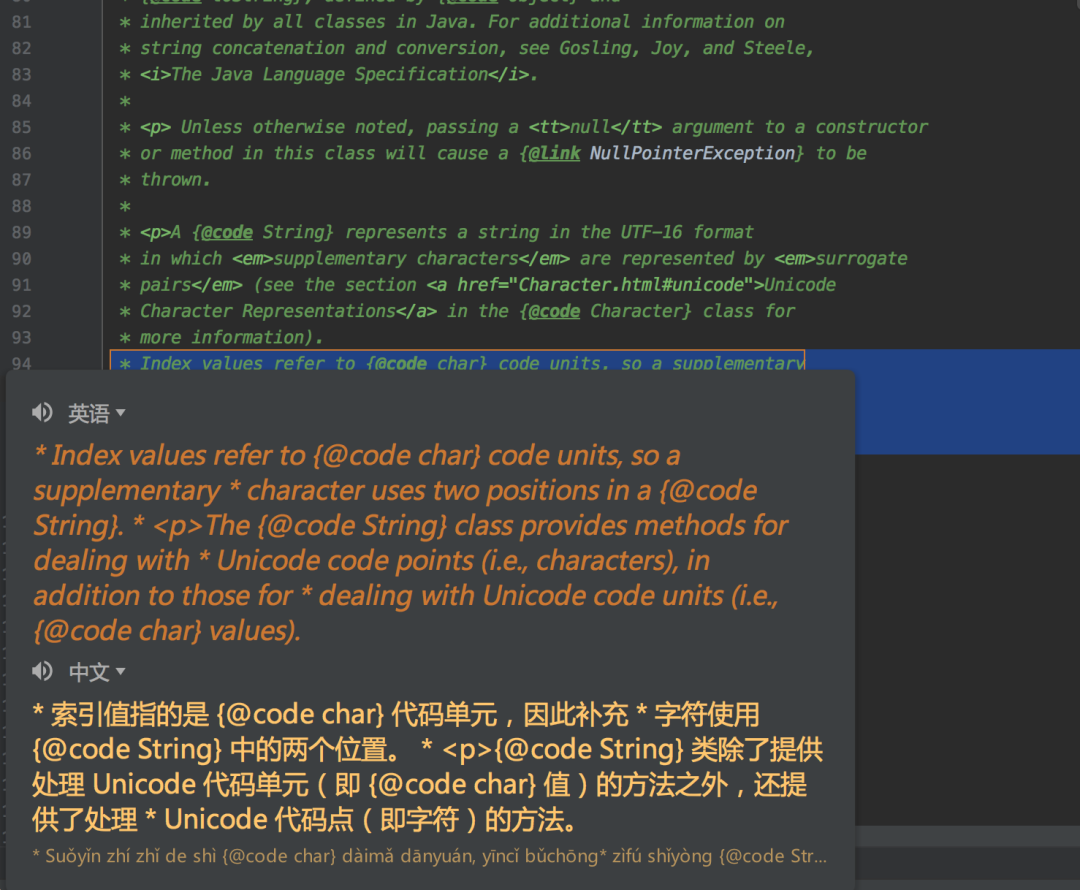 * {@code toString}, defined by {@code Object} and
81 * inherited by all classes in Java. For additional information on
82 * string concatenation and conversion, see Gosling, Joy, and Steele,
83 * <i>The Java Language Specification</i>.
84 *
85 * <p> Unless otherwise noted, passing a <tt>null</tt> argument to a constructor
86 * or method in this class will cause a {@link NullPointerException} to be
87 * thrown.
88 *
89 * <p>A {@code String} represents a string in the UTF-16 format
90 * in which <em>supplementary characters</em> are represented by <em>surrogate
91 * pairs</em> (see the section <a href="Character.html#unicode">Unicode
92 * Character Representations</a> in the {@code Character} class for
93 * more information).
94 * Index values refer to {@code char} code units, so a supplementary
英语
* Index values refer to {@code char} code units, so a
supplementary * character uses two positions in a {@code
String}. * <p>The {@code String} class provides methods for
dealing with * Unicode code points (i.e., characters), in
addition to those for * dealing with Unicode code units (i.e.,
{@code char} values).
中文
* 索引值指的是 {@code char} 代码单元，因此补充 * 字符使用
{@code String} 中的两个位置。 * <p>{@code String} 类除了提供
处理 Unicode 代码单元（即 {@code char} 值）的方法之外，还提
供了处理 * Unicode 代码点（即字符）的方法。
* Suǒyǐn zhí zhǐ de shì {@code char} dàimǎ dānyuán, yīncǐ bǔchōng* zìfú shǐyòng {@code Str...